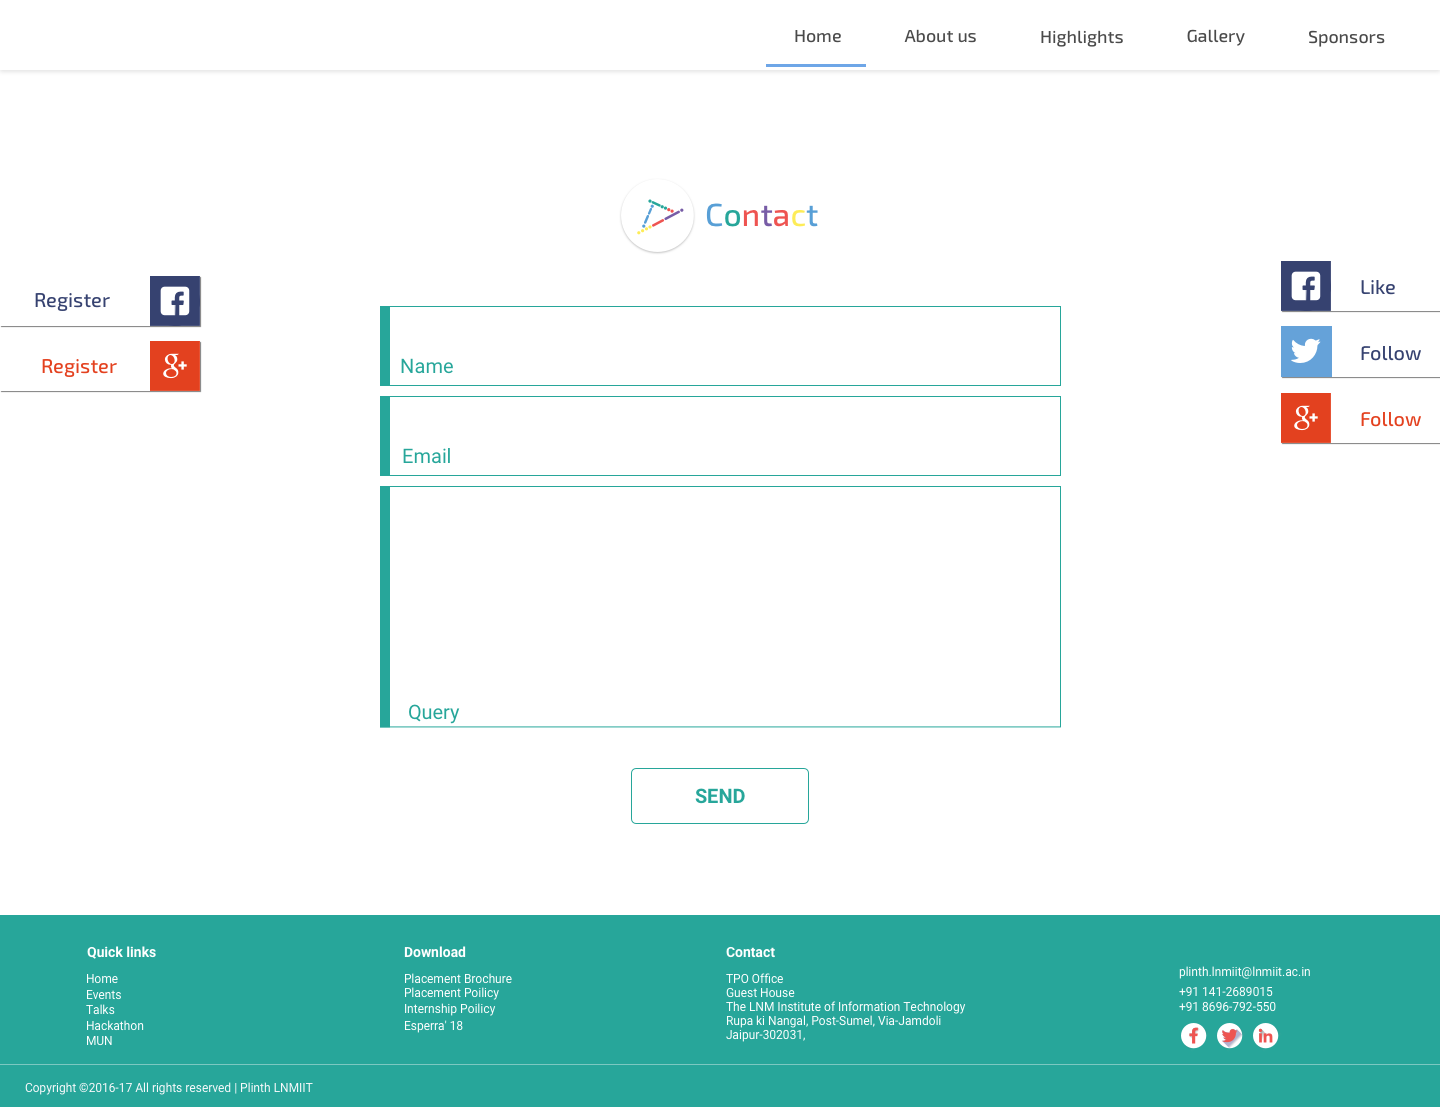 Home About us Highlights Gallery Sponsors
Contact
Register
Register
Like
Follow
Follow
Name
Email
Query
SEND
Quick links
Home
Events
Talks
Hackathon
MUN
Download
Placement Brochure
Placement Poilicy
Internship Poilicy
Esperra' 18
Contact
TPO Office
Guest House
The LNM Institute of Information Technology
Rupa ki Nangal, Post-Sumel, Via-Jamdoli
Jaipur-302031,
plinth.lnmiit@lnmiit.ac.in
+91 141-2689015
+91 8696-792-550
Copyright ©2016-17 All rights reserved | Plinth LNMIIT